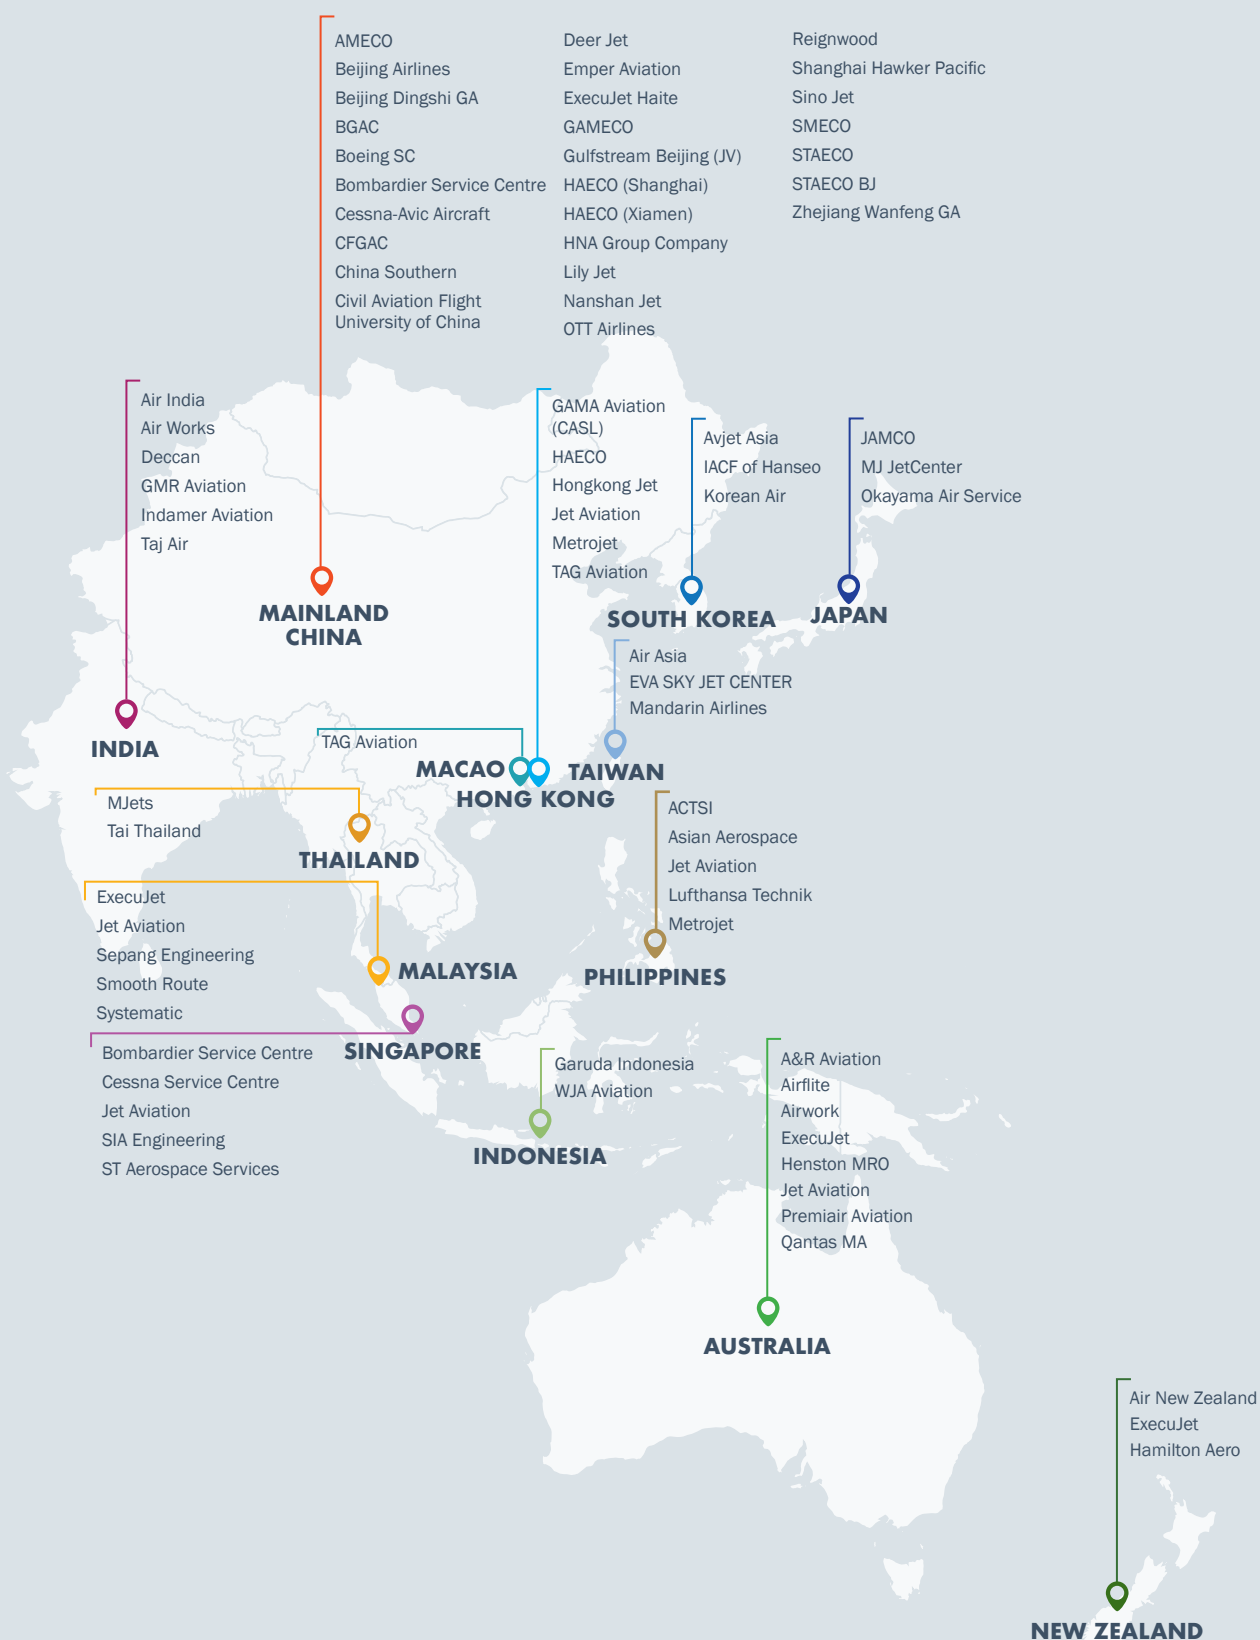 AMECO
Beijing Airlines
Beijing Dingshi GA
BGAC
Boeing SC
Bombardier Service Centre
Cessna-Avic Aircraft
CFGAC
China Southern
Civil Aviation Flight
University of China
Deer Jet
Emper Aviation
ExecuJet Haite
GAMECO
Gulfstream Beijing (JV)
HAECO (Shanghai)
HAECO (Xiamen)
HNA Group Company
Lily Jet
Nanshan Jet
OTT Airlines
Reignwood
Shanghai Hawker Pacific
Sino Jet
SMECO
STAECO
STAECO BJ
Zhejiang Wanfeng GA
MAINLAND
CHINA
Air India
Air Works
Deccan
GMR Aviation
Indamer Aviation
Taj Air
INDIA
GAMA Aviation
(CASL)
HAECO
Hongkong Jet
Jet Aviation
Metrojet
TAG Aviation
HONG KONG
Avjet Asia
IACF of Hanseo
Korean Air
SOUTH KOREA
JAMCO
MJ JetCenter
Okayama Air Service
JAPAN
Air Asia
EVA SKY JET CENTER
Mandarin Airlines
TAIWAN
TAG Aviation
MACAO
MJets
Tai Thailand
THAILAND
ACTSI
Asian Aerospace
Jet Aviation
Lufthansa Technik
Metrojet
PHILIPPINES
ExecuJet
Jet Aviation
Sepang Engineering
Smooth Route
Systematic
MALAYSIA
Bombardier Service Centre
Cessna Service Centre
Jet Aviation
SIA Engineering
ST Aerospace Services
SINGAPORE
Garuda Indonesia
WJA Aviation
INDONESIA
A&R Aviation
Airflite
Airwork
ExecuJet
Henston MRO
Jet Aviation
Premiair Aviation
Qantas MA
AUSTRALIA
Air New Zealand
ExecuJet
Hamilton Aero
NEW ZEALAND